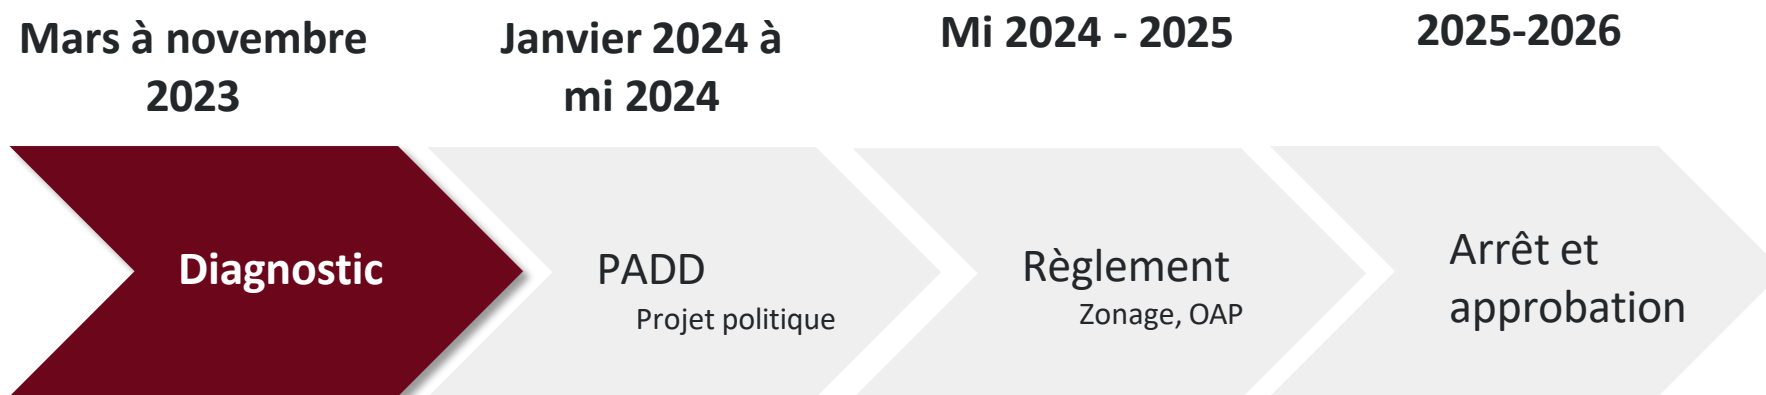 Mars à novembre
2023
Janvier 2024 à
mi 2024
Mi 2024 - 2025
2025-2026
Diagnostic
PADD
Projet politique
Règlement
Zonage, OAP
Arrêt et
approbation